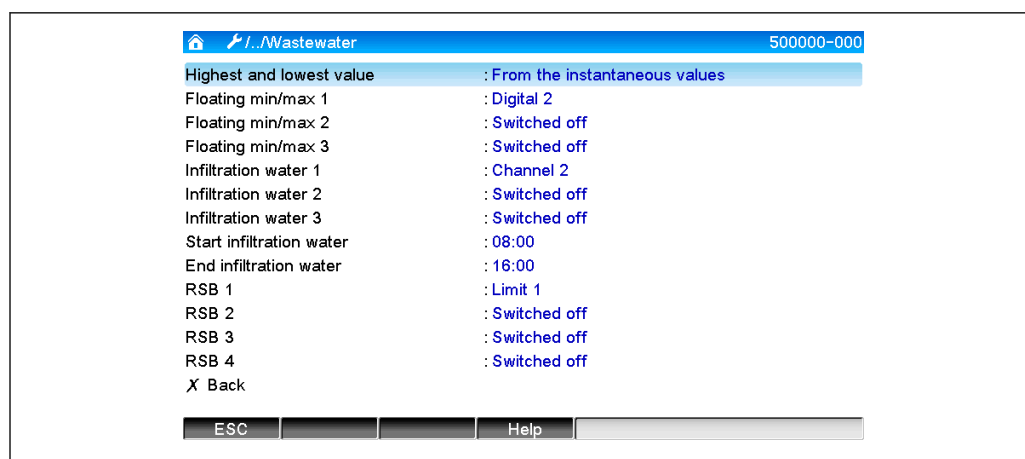 /../Wastewater 500000-000
Highest and lowest value : From the instantaneous values
Floating min/max 1 : Digital 2
Floating min/max 2 : Switched off
Floating min/max 3 : Switched off
Infiltration water 1 : Channel 2
Infiltration water 2 : Switched off
Infiltration water 3 : Switched off
Start infiltration water : 08:00
End infiltration water : 16:00
RSB 1 : Limit 1
RSB 2 : Switched off
RSB 3 : Switched off
RSB 4 : Switched off
X Back
ESC Help